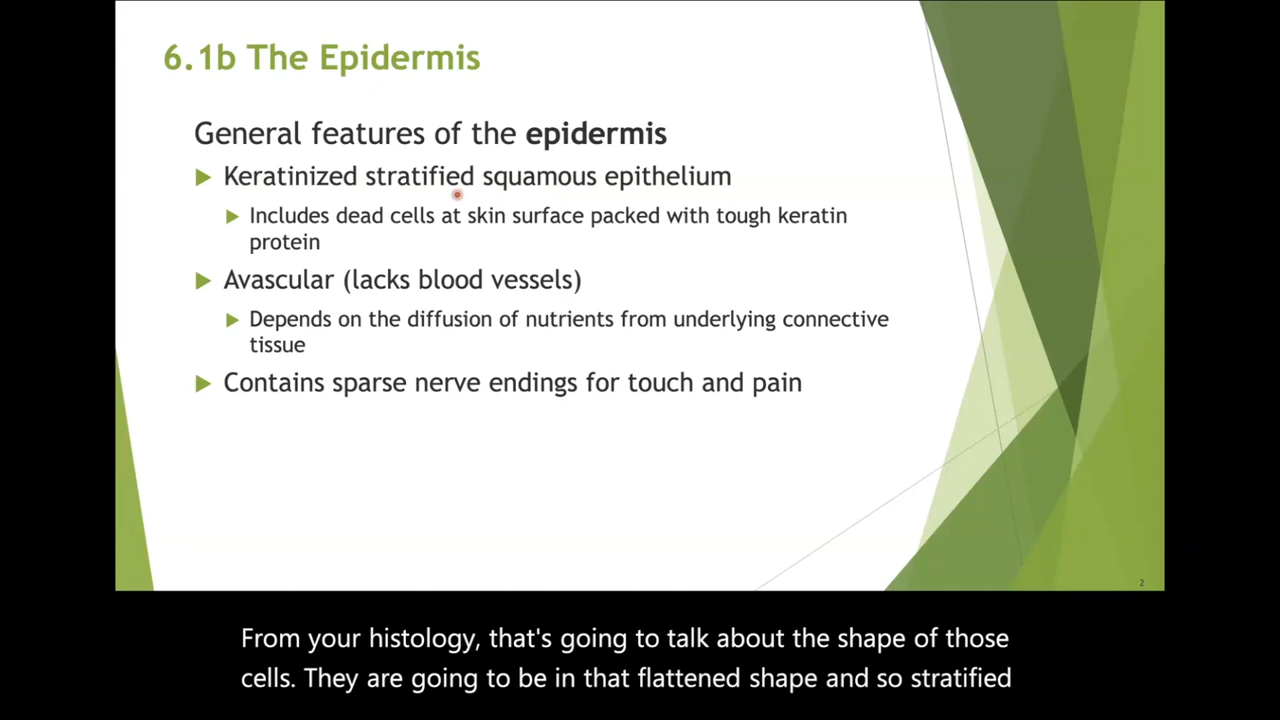 6.1b The Epidermis
General features of the epidermis
Keratinized stratified squamous epithelium
Includes dead cells at skin surface packed with tough keratin
protein
Avascular (lacks blood vessels)
Depends on the diffusion of nutrients from underlying connective
tissue
Contains sparse nerve endings for touch and pain
2
From your histology, that's going to talk about the shape of those
cells. They are going to be in that flattened shape and so stratified